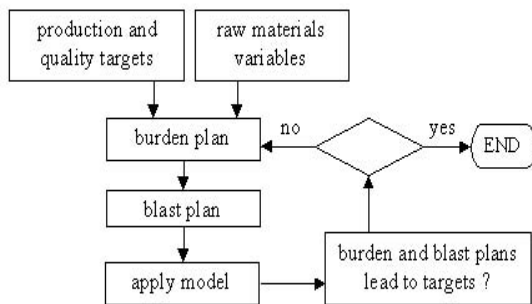 production and
quality targets
raw materials
variables
burden plan
no
yes
END
blast plan
apply model
burden and blast plans
lead to targets ?